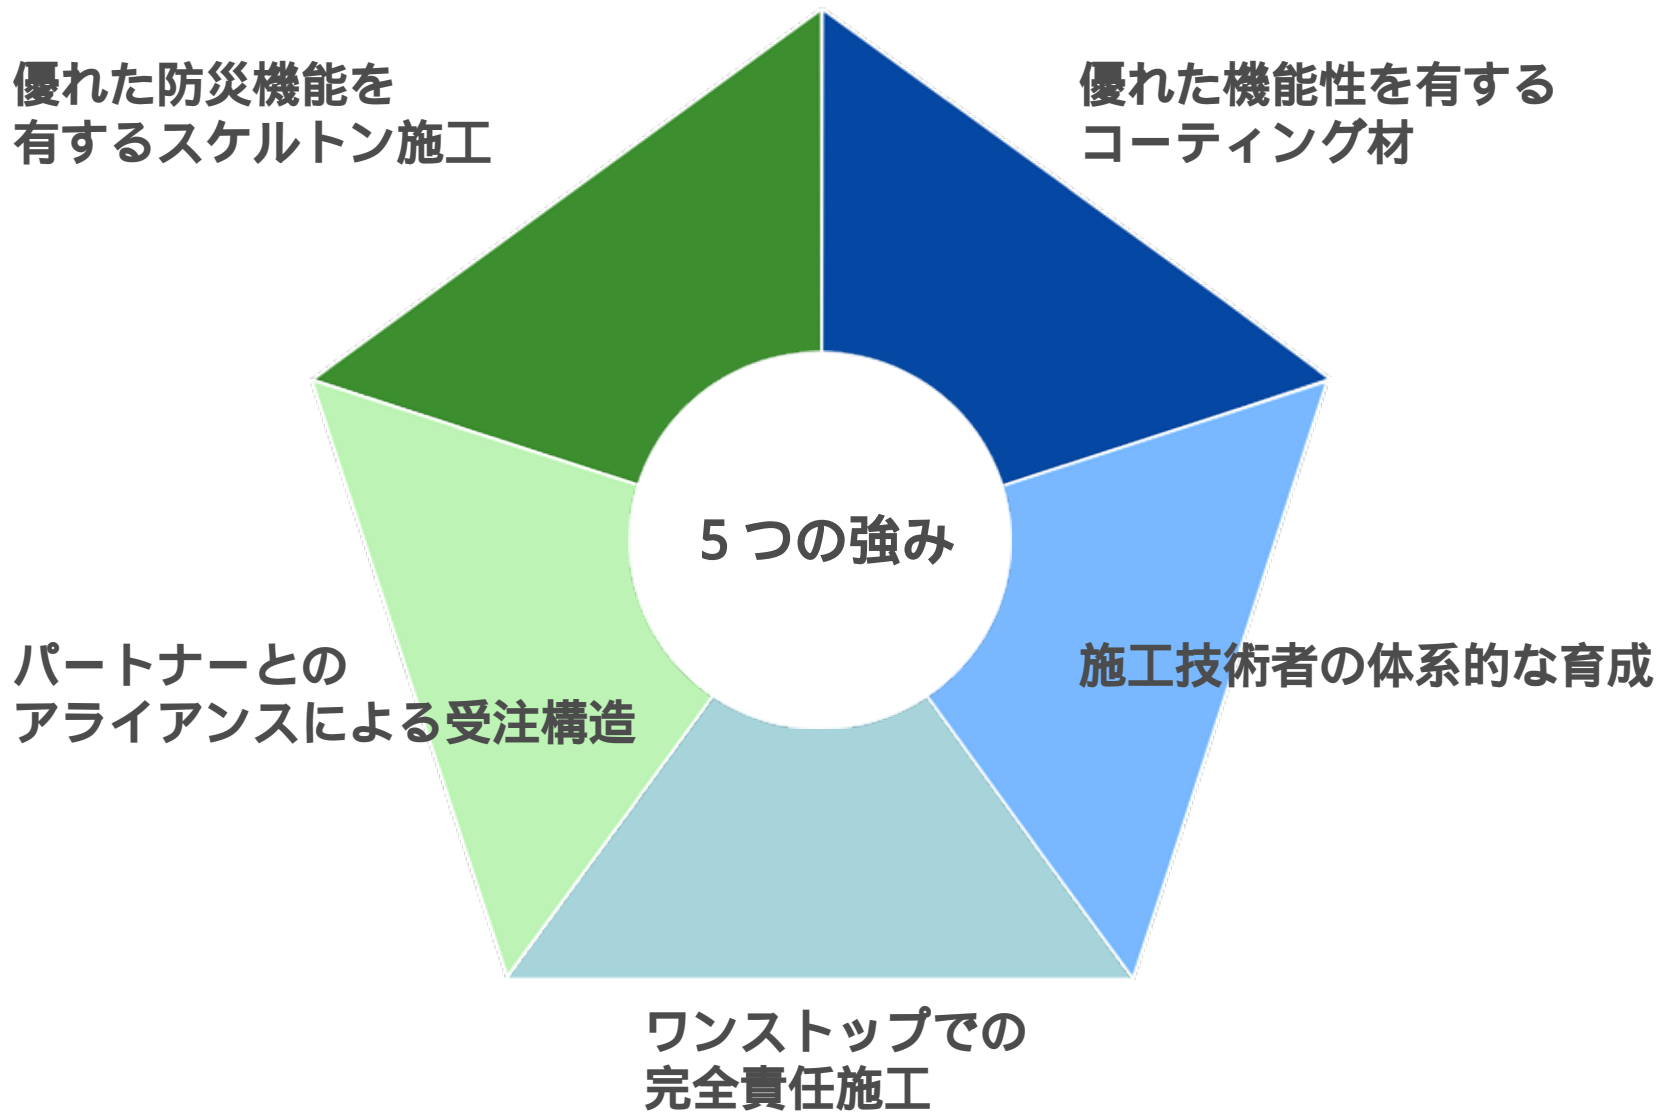 優れた防災機能を
有するスケルトン施工
優れた機能性を有する
コーティング材
5つの強み
パートナーとの
アライアンスによる受注構造
施工技術者の体系的な育成
ワンストップでの
完全責任施工